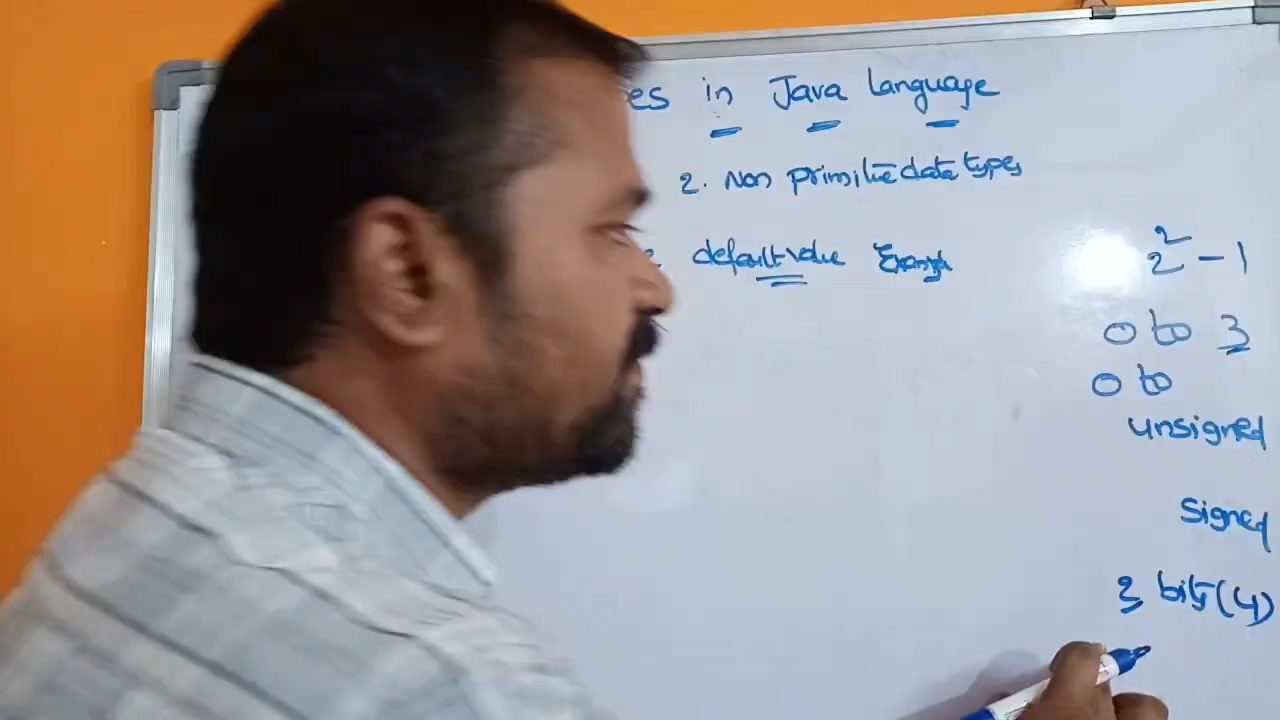 es in Java language
2. Non primitive data types
default value Example
2² - 1
0 to 3
0 to
unsigned
signed
2 bits (4)